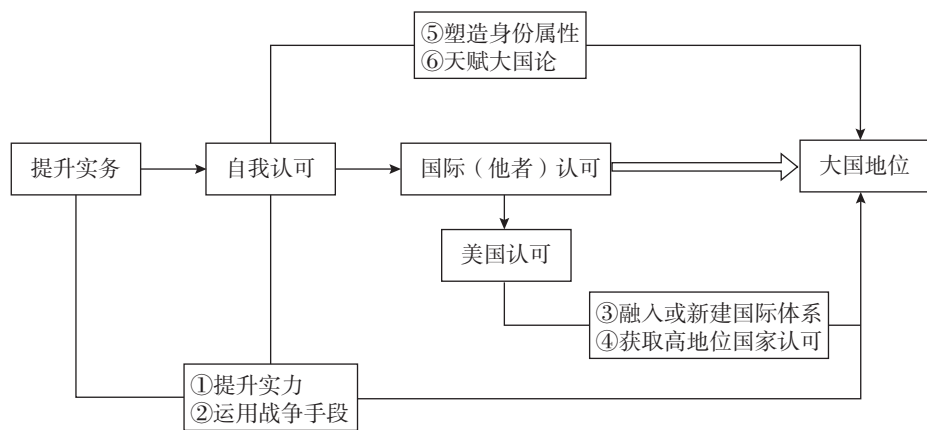 ⑤塑造身份属性
⑥天赋大国论
提升实务
自我认可
国际（他者）认可
大国地位
美国认可
③融入或新建国际体系
④获取高地位国家认可
①提升实力
②运用战争手段